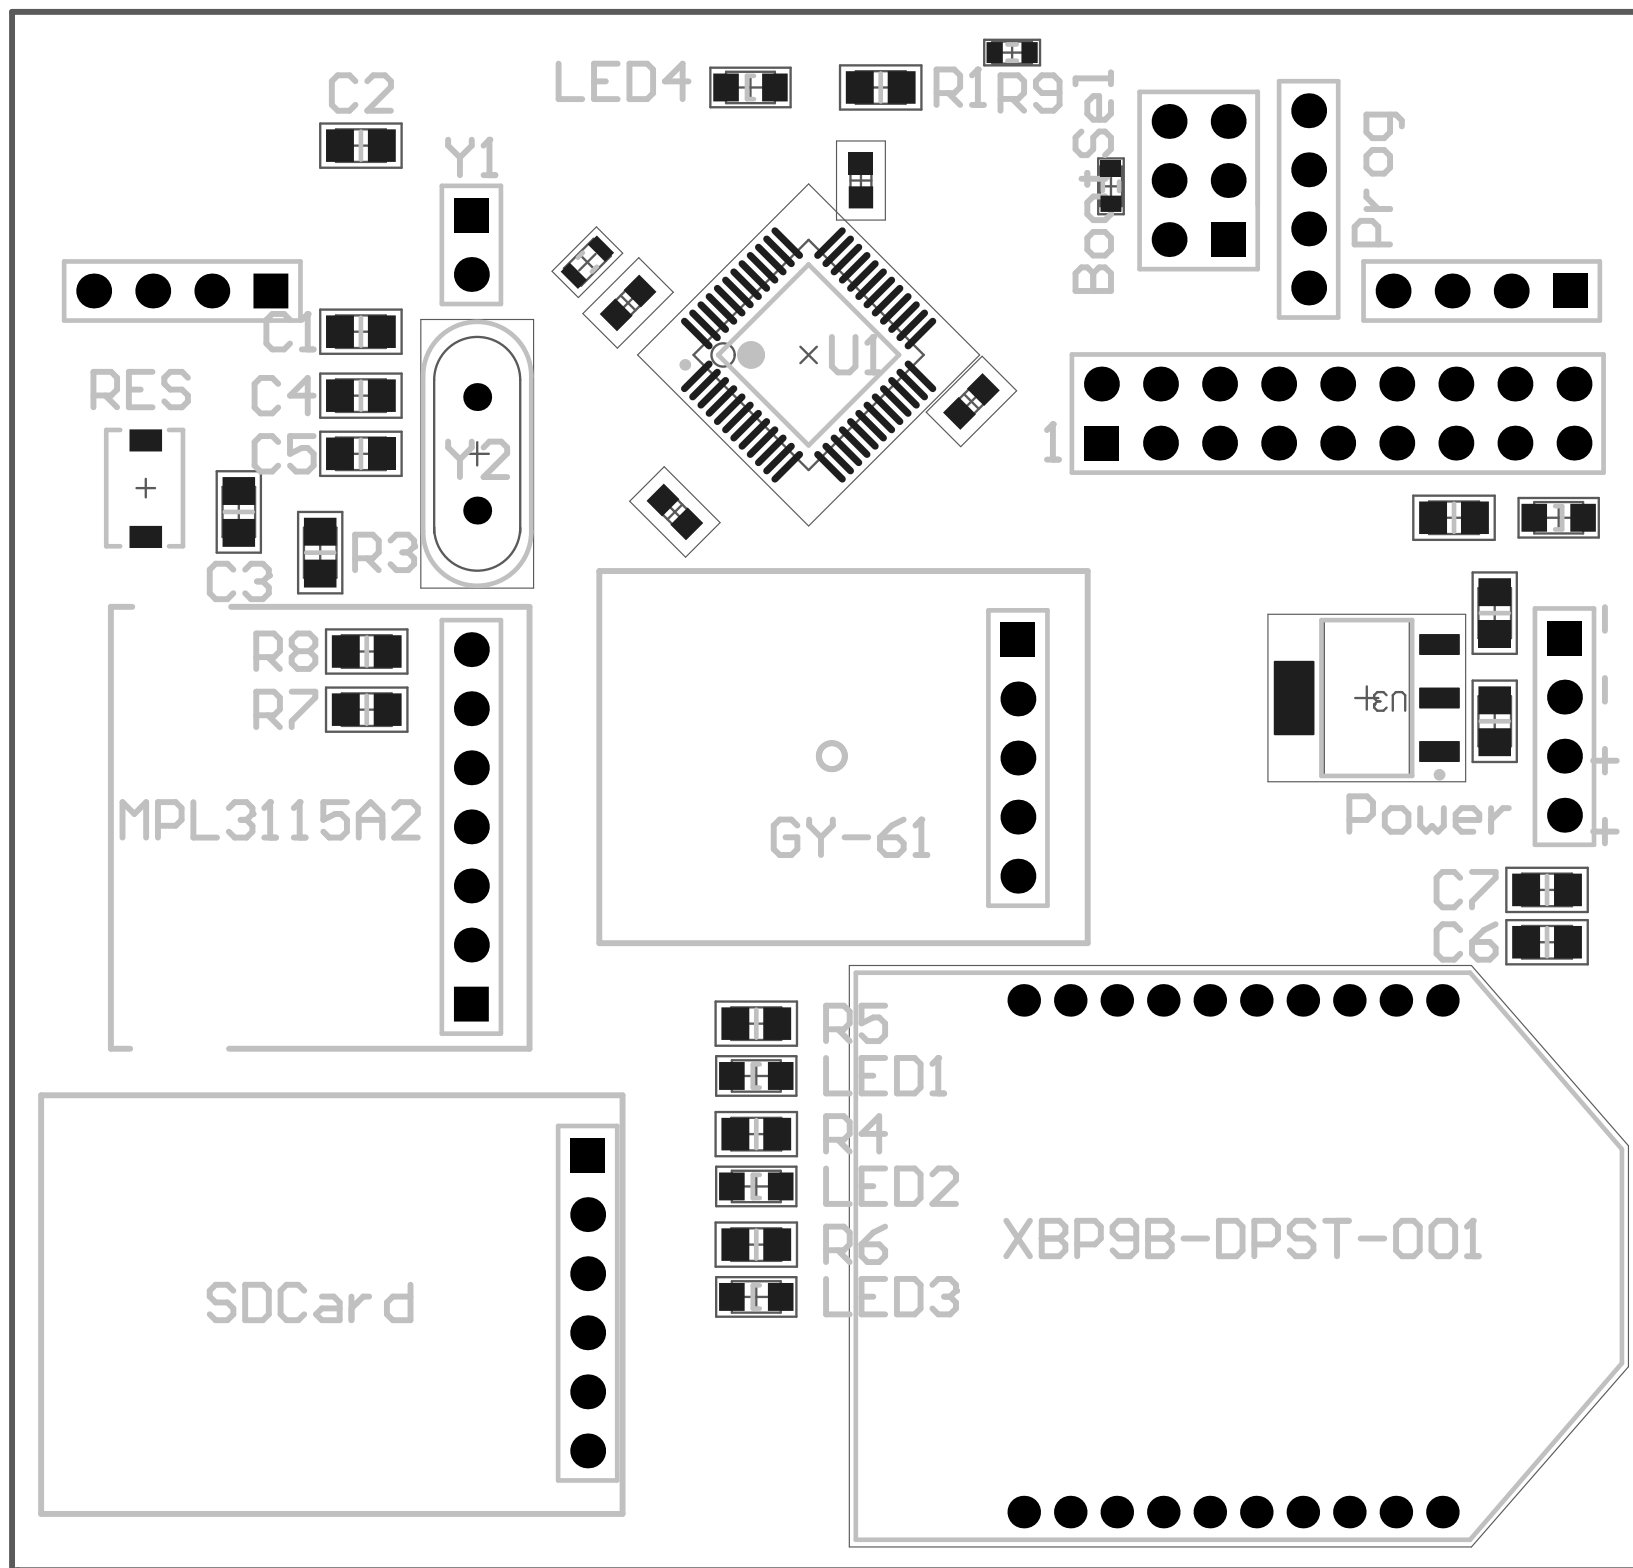 LED4
R1
R9
C2
BootSel
Prog
Y1
C1
U1
RES
C4
C5
Y2
1
R3
C3
R8
R7
U3
-
-
+
+
MPL3115A2
GY-61
Power
C7
C6
R5
LED1
R4
LED2
R6
LED3
XBP9B-DPST-001
SDCard